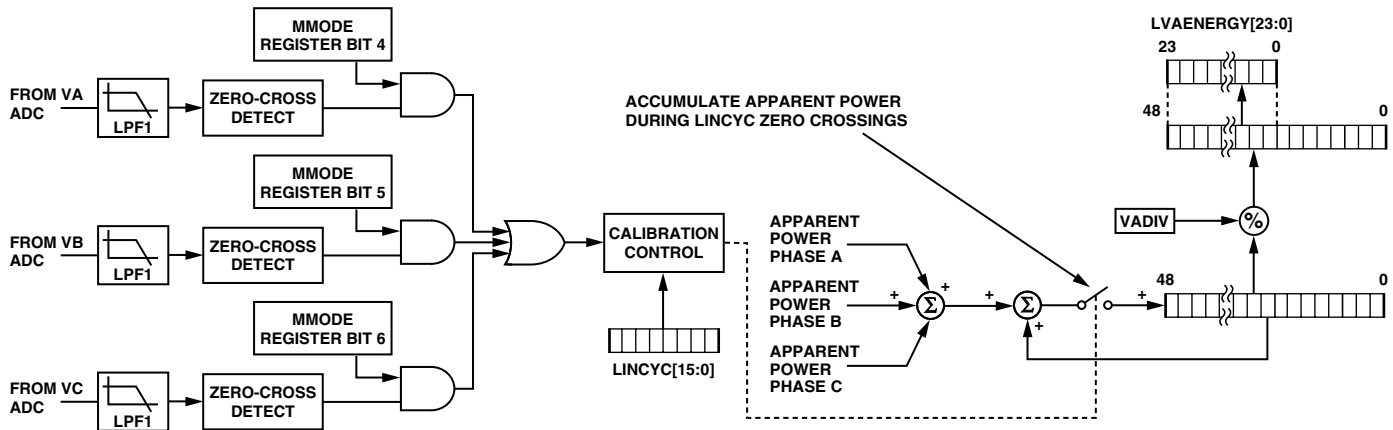 MMODE
REGISTER BIT 4
FROM VA
ADC
LPF1
ZERO-CROSS
DETECT
MMODE
REGISTER BIT 5
FROM VB
ADC
LPF1
ZERO-CROSS
DETECT
MMODE
REGISTER BIT 6
FROM VC
ADC
LPF1
ZERO-CROSS
DETECT
CALIBRATION
CONTROL
LINCYC[15:0]
ACCUMULATE APPARENT POWER
DURING LINCYC ZERO CROSSINGS
APPARENT
POWER
PHASE A
APPARENT
POWER
PHASE B
APPARENT
POWER
PHASE C
+
+
Σ
+
Σ
+
+
48
0
VADIV
%
48
0
LVAENERGY[23:0]
23
0